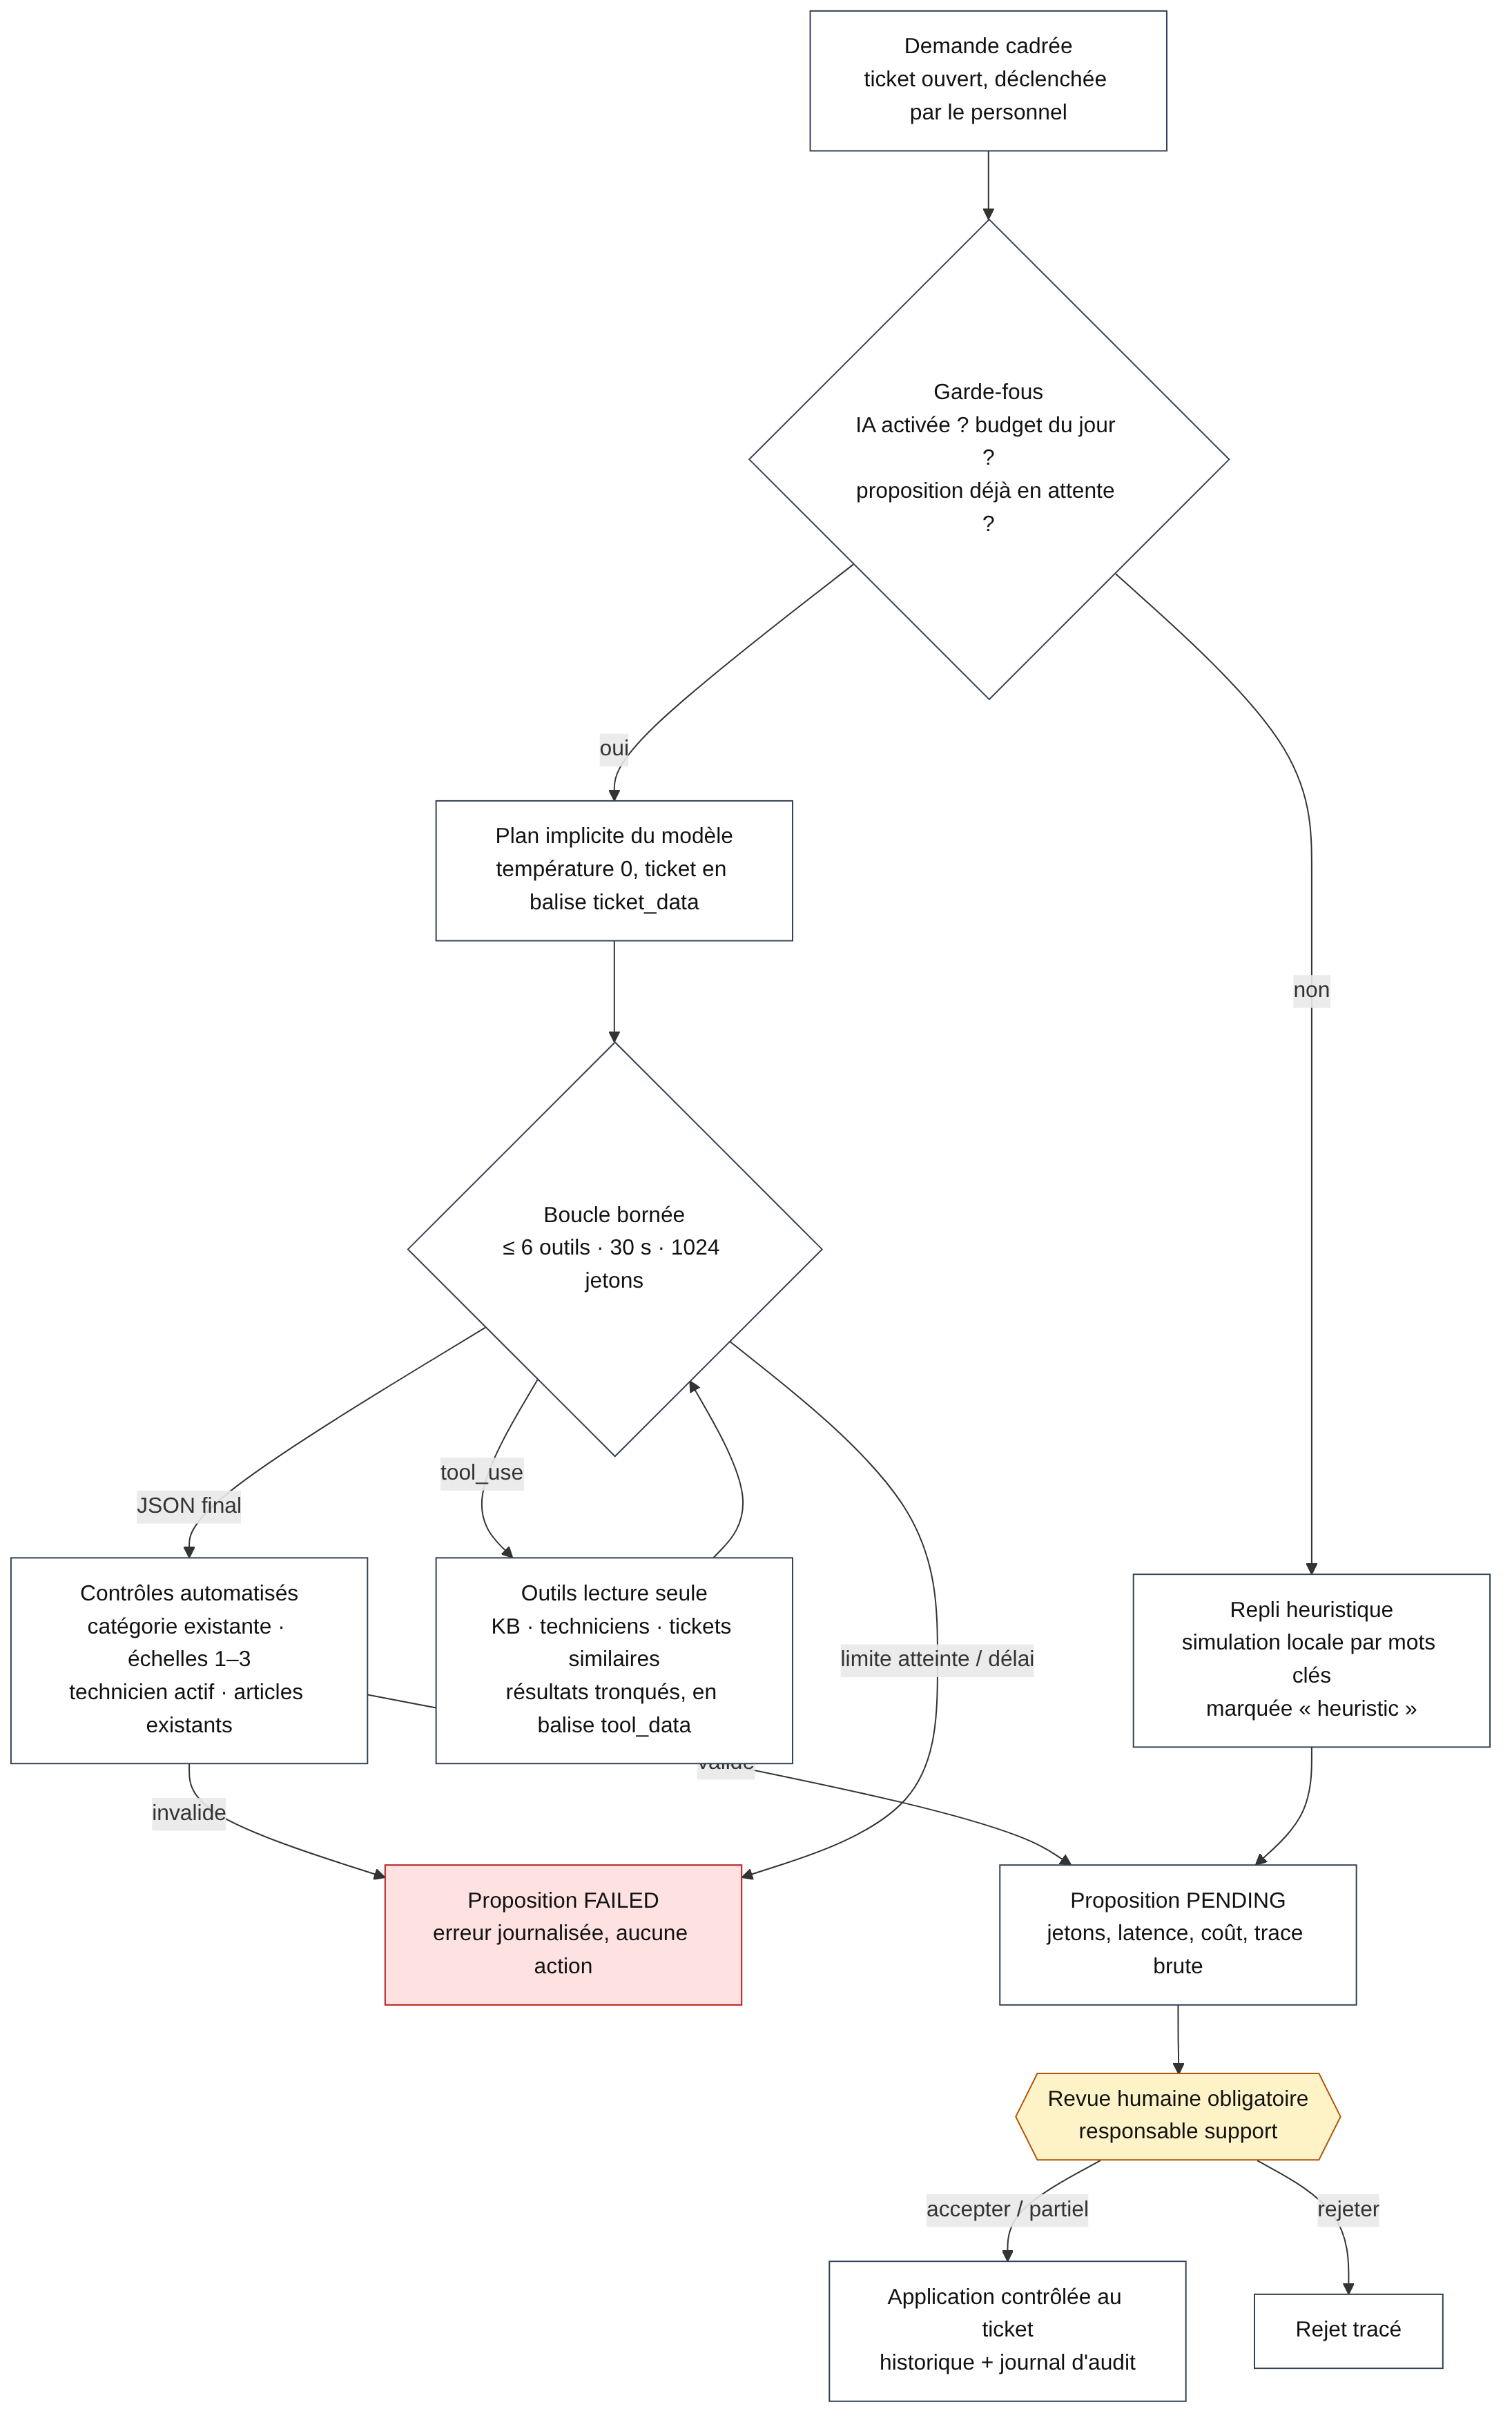 Demande cadrée
ticket ouvert, déclenchée
par le personnel
Garde-fous
IA activée ? budget du jour
?
proposition déjà en attente
?
oui
non
Plan implicite du modèle
température 0, ticket en
balise ticket_data
Boucle bornée
≤ 6 outils · 30 s · 1024
jetons
JSON final
tool_use
limite atteinte / délai
Contrôles automatisés
catégorie existante ·
échelles 1–3
technicien actif · articles
existants
Outils lecture seule
KB · techniciens · tickets
similaires
résultats tronqués, en
balise tool_data
Repli heuristique
simulation locale par mots
clés
marquée « heuristic »
invalide
Proposition FAILED
erreur journalisée, aucune
action
Proposition PENDING
jetons, latence, coût, trace
brute
Revue humaine obligatoire
responsable support
accepter / partiel
rejeter
Application contrôlée au
ticket
historique + journal d'audit
Rejet tracé